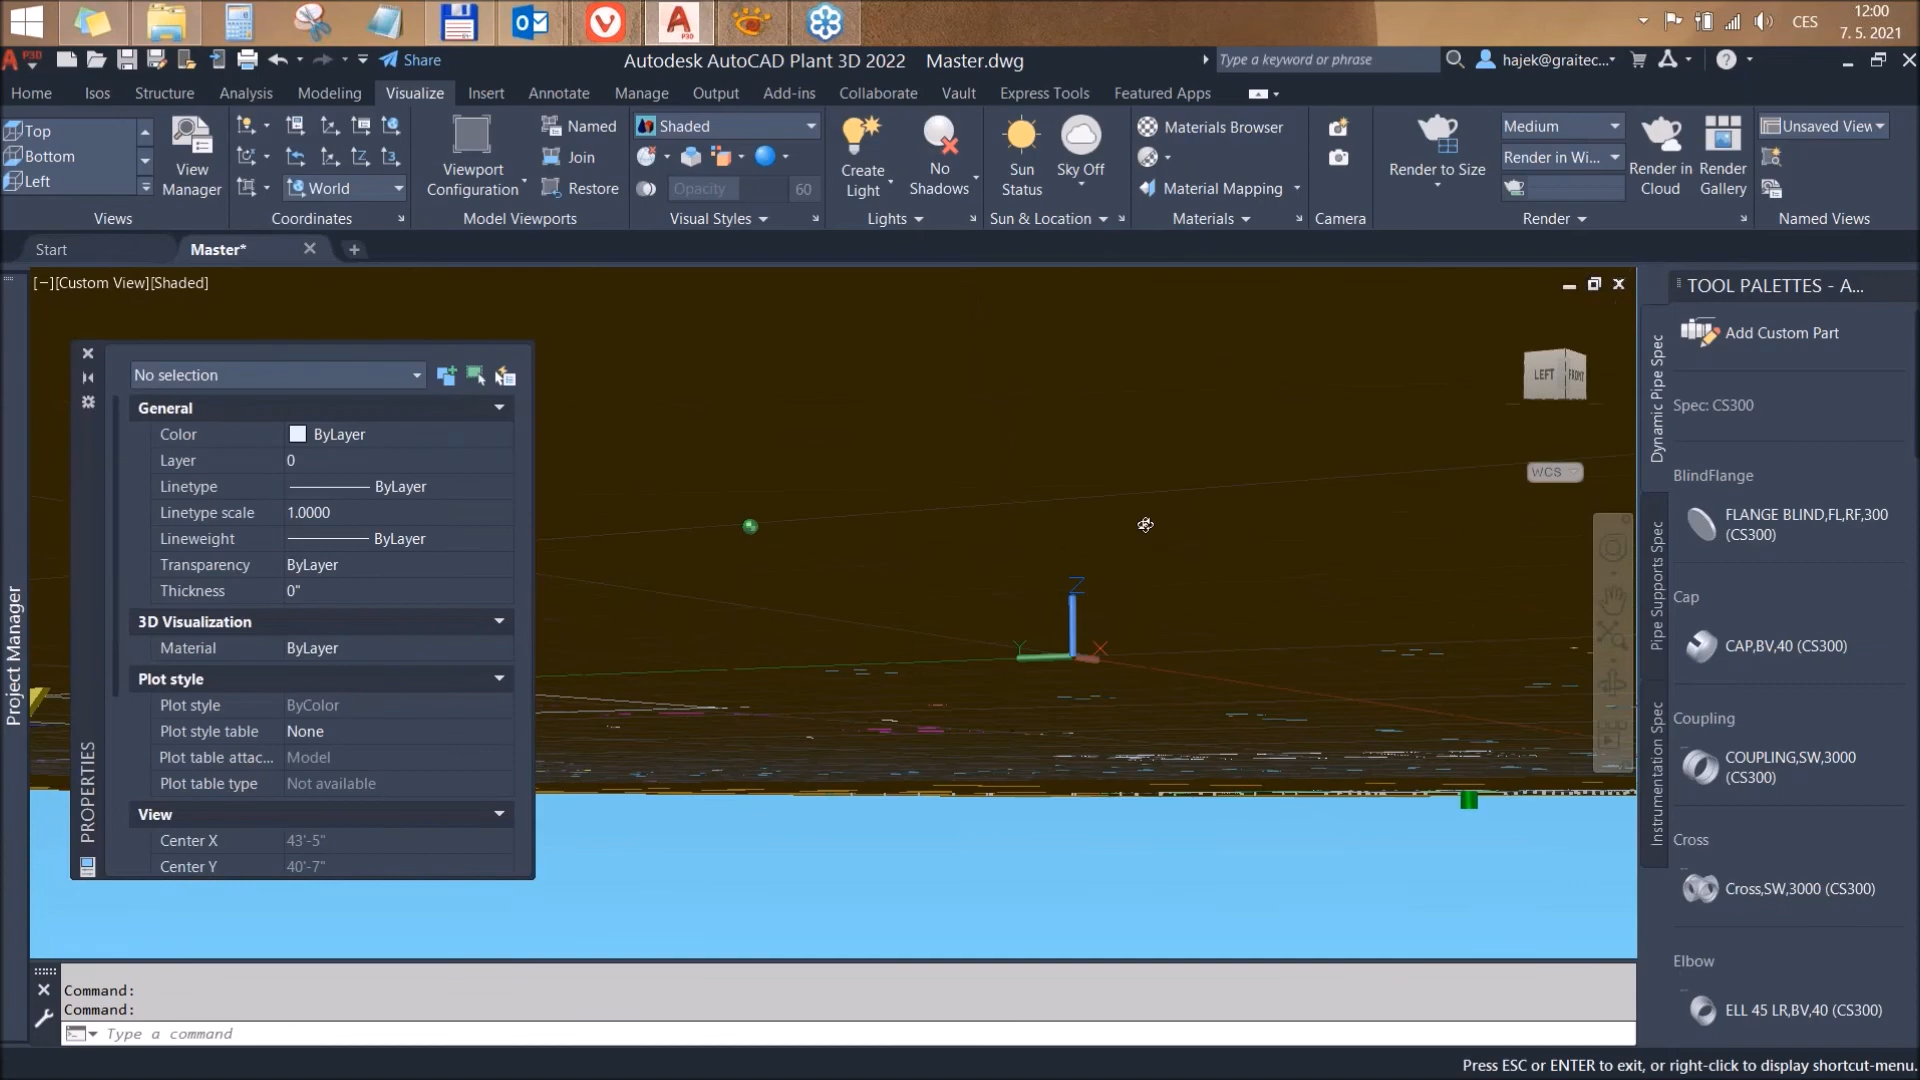 CES
12:00
7. 5. 2021
P3D
Share
Autodesk AutoCAD Plant 3D 2022 Master.dwg
Type a keyword or phrase
hajek@graitec...
Home Isos Structure Analysis Modeling Visualize Insert Annotate Manage Output Add-ins Collaborate Vault Express Tools Featured Apps
Top
Bottom
Left
View Manager
World
Viewport Configuration
Named
Join
Restore
Shaded
Opacity 60
Create Light
No Shadows
Sun Status
Sky Off
Materials Browser
Material Mapping
Render to Size
Medium
Render in Wi...
Render in Cloud
Render Gallery
Unsaved View
Views Coordinates Model Viewports Visual Styles Lights Sun & Location Materials Camera Render Named Views
Start
Master*
[−][Custom View][Shaded]
No selection
General
Color ByLayer
Layer 0
Linetype ByLayer
Linetype scale 1.0000
Lineweight ByLayer
Transparency ByLayer
Thickness 0"
3D Visualization
Material ByLayer
Plot style
Plot style ByColor
Plot style table None
Plot table attac... Model
Plot table type Not available
View
Center X 43'-5"
Center Y 40'-7"
PROPERTIES
Project Manager
Z
Y
X
LEFT
FRONT
WCS
TOOL PALETTES - A...
Dynamic Pipe Spec
Pipe Supports Spec
Instrumentation Spec
Add Custom Part
Spec: CS300
BlindFlange
FLANGE BLIND,FL,RF,300
(CS300)
Cap
CAP,BV,40 (CS300)
Coupling
COUPLING,SW,3000
(CS300)
Cross
Cross,SW,3000 (CS300)
Elbow
ELL 45 LR,BV,40 (CS300)
Command:
Command:
Type a command
Press ESC or ENTER to exit, or right-click to display shortcut-menu.